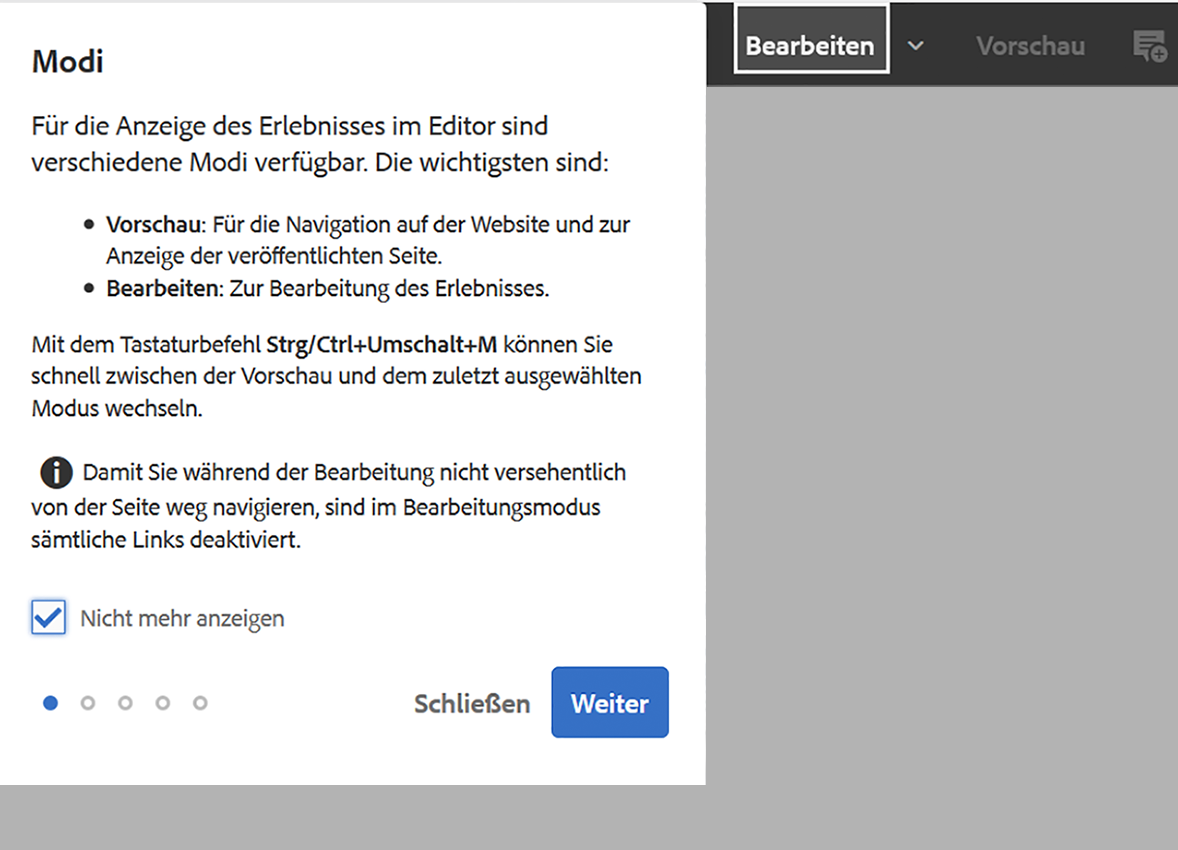 Modi
Bearbeiten
Vorschau
Für die Anzeige des Erlebnisses im Editor sind
verschiedene Modi verfügbar. Die wichtigsten sind:
• Vorschau: Für die Navigation auf der Website und zur
Anzeige der veröffentlichten Seite.
• Bearbeiten: Zur Bearbeitung des Erlebnisses.
Mit dem Tastaturbefehl Strg/Ctrl+Umschalt+M können Sie
schnell zwischen der Vorschau und dem zuletzt ausgewählten
Modus wechseln.
Damit Sie während der Bearbeitung nicht versehentlich
von der Seite weg navigieren, sind im Bearbeitungsmodus
sämtliche Links deaktiviert.
Nicht mehr anzeigen
Schließen
Weiter